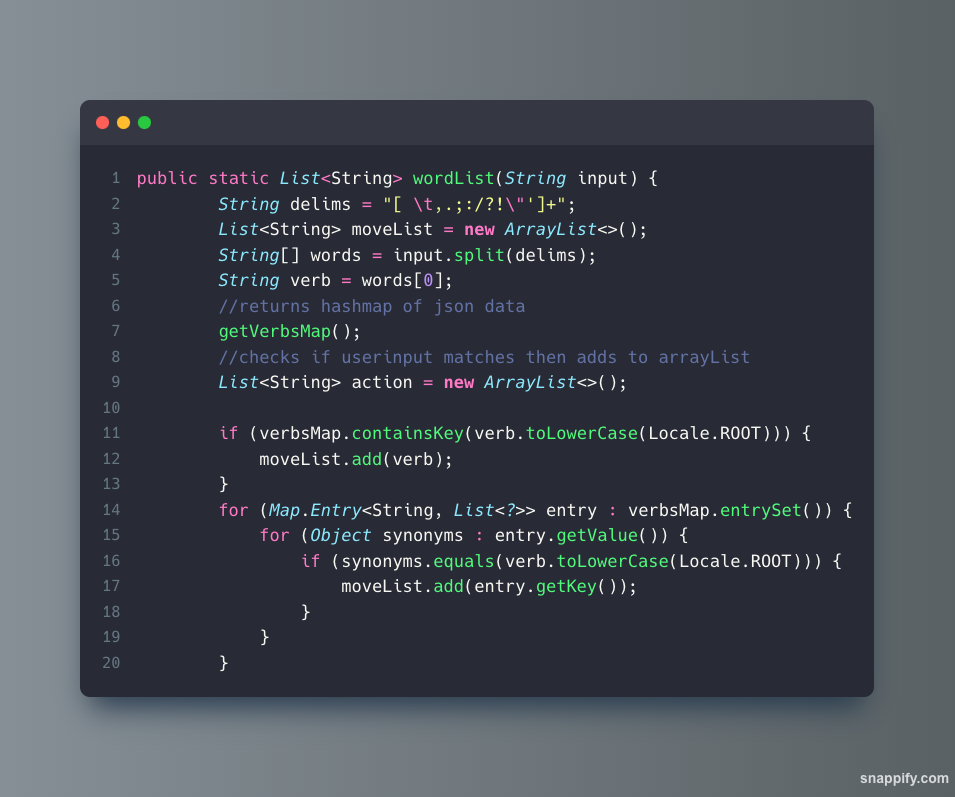 1 public static List<String> wordList(String input) {
2 String delims = "[ \t,.;:/?!\"']+";
3 List<String> moveList = new ArrayList<>();
4 String[] words = input.split(delims);
5 String verb = words[0];
6 //returns hashmap of json data
7 getVerbsMap();
8 //checks if userinput matches then adds to arrayList
9 List<String> action = new ArrayList<>();
10
11 if (verbsMap.containsKey(verb.toLowerCase(Locale.ROOT))) {
12 moveList.add(verb);
13 }
14 for (Map.Entry<String, List<?>> entry : verbsMap.entrySet()) {
15 for (Object synonyms : entry.getValue()) {
16 if (synonyms.equals(verb.toLowerCase(Locale.ROOT))) {
17 moveList.add(entry.getKey());
18 }
19 }
20 }
snappify.com